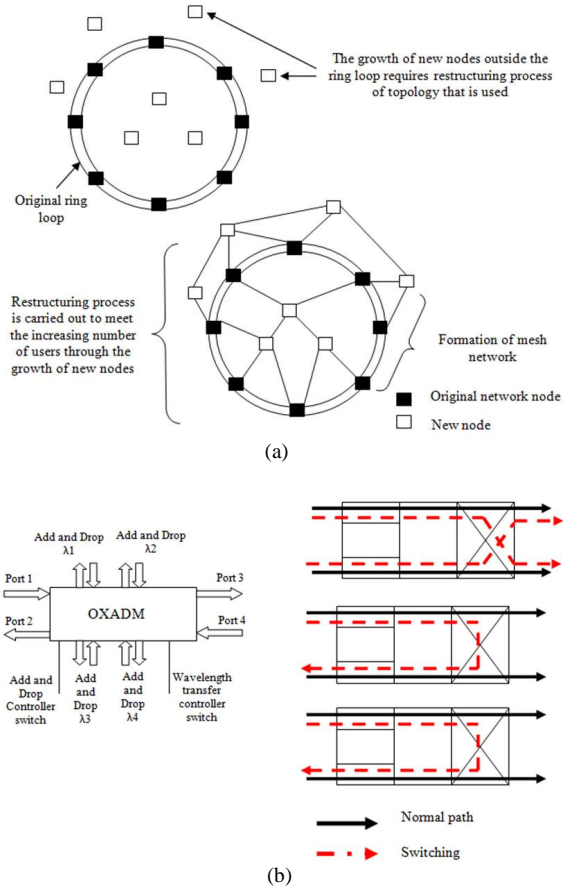 The growth of new nodes outside the
ring loop requires restructuring process
of topology that is used
Original ring
loop
Restructuring process
is carried out to meet
the increasing number
of users through the
growth of new nodes
Formation of mesh
network
Original network node
New node
(a)
Add and Drop
λ1
Add and Drop
λ2
Port 1
Port 3
OXADM
Port 2
Port 4
Add and
Drop
Controller
switch
Add
and
Drop
λ3
Add
and
Drop
λ4
Wavelength
transfer
controller
switch
Normal path
Switching
(b)